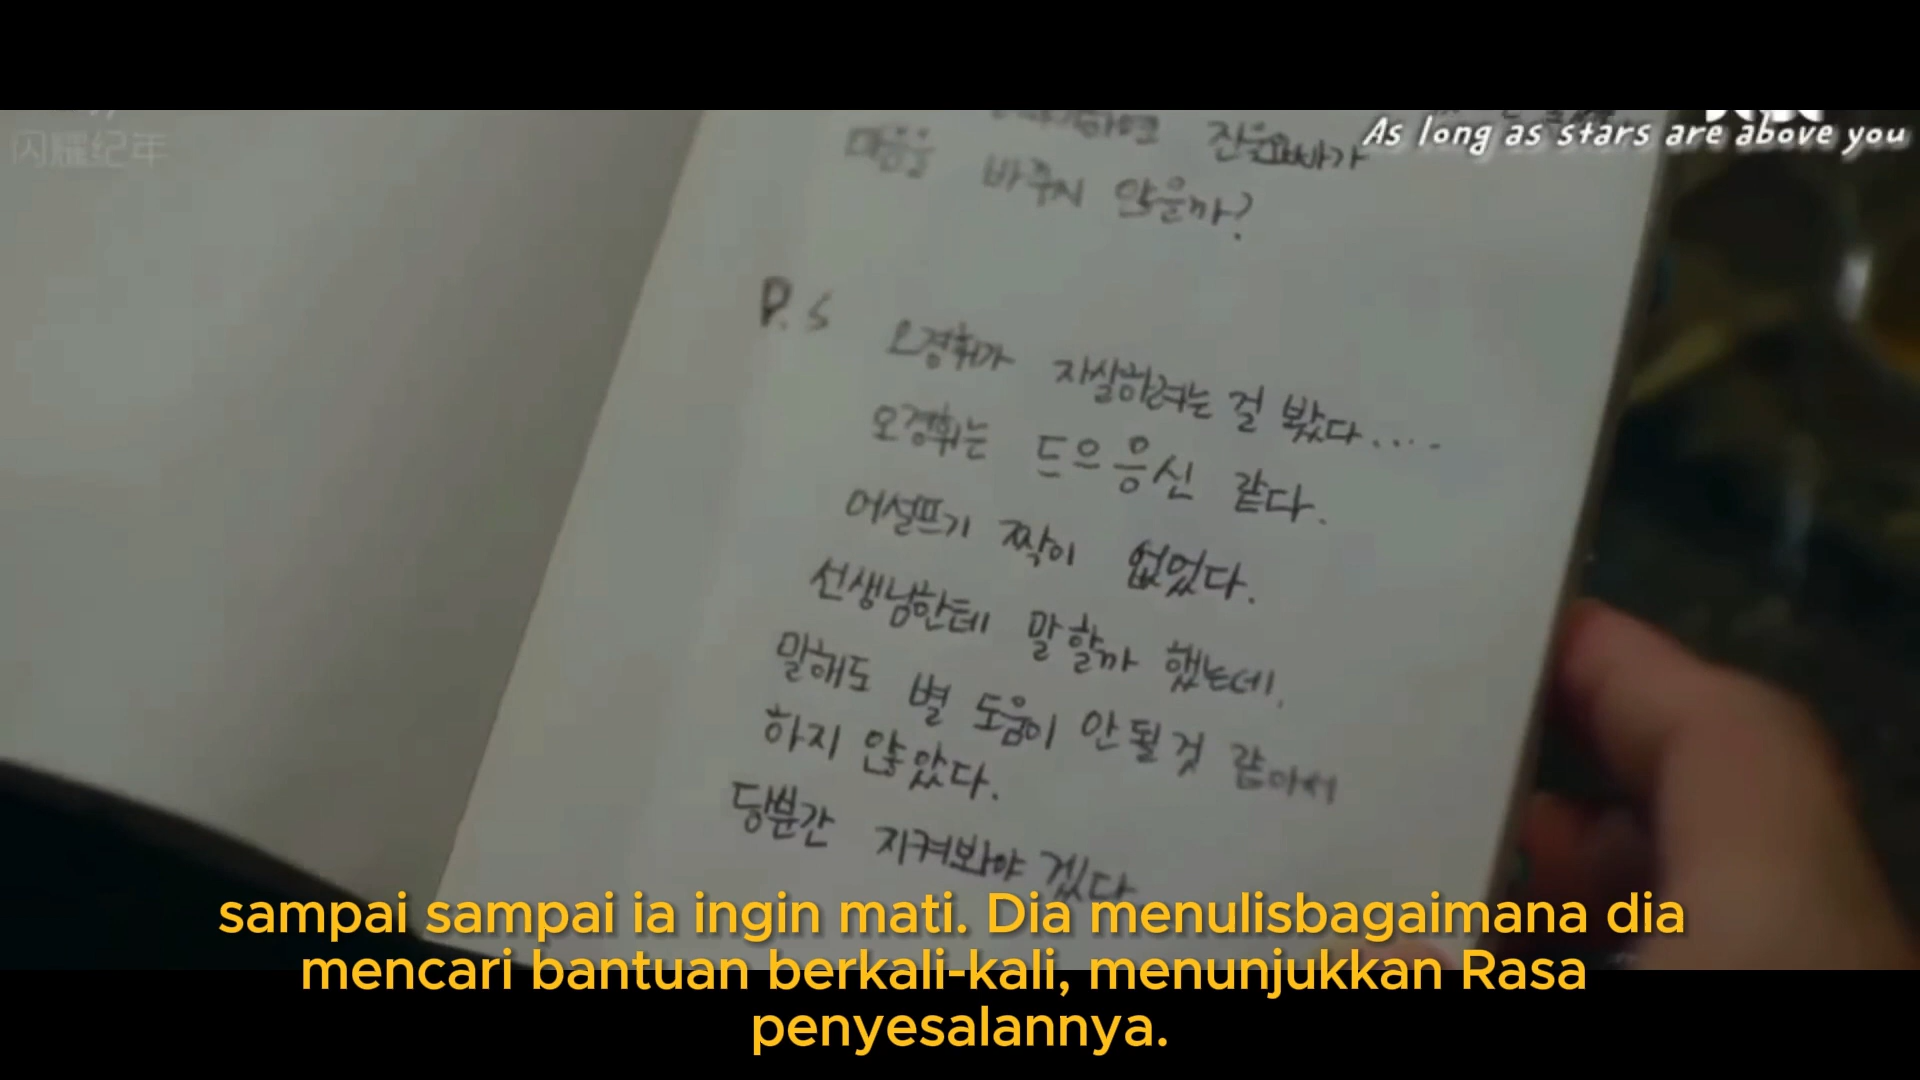 闪耀纪年
As long as stars are above you
마음을 바꾸지 않을까?
P.S 오경휘가 자살하려는 걸 봤다....
오경휘는 드으응신 같다.
어설프기 짝이 없었다.
선생님한테 말할까 했는데,
말해도 별 도움이 안될것 같아서
하지 않았다.
당분간 지켜봐야 겠다
sampai sampai ia ingin mati. Dia menulisbagaimana dia
mencari bantuan berkali-kali, menunjukkan Rasa
penyesalannya.